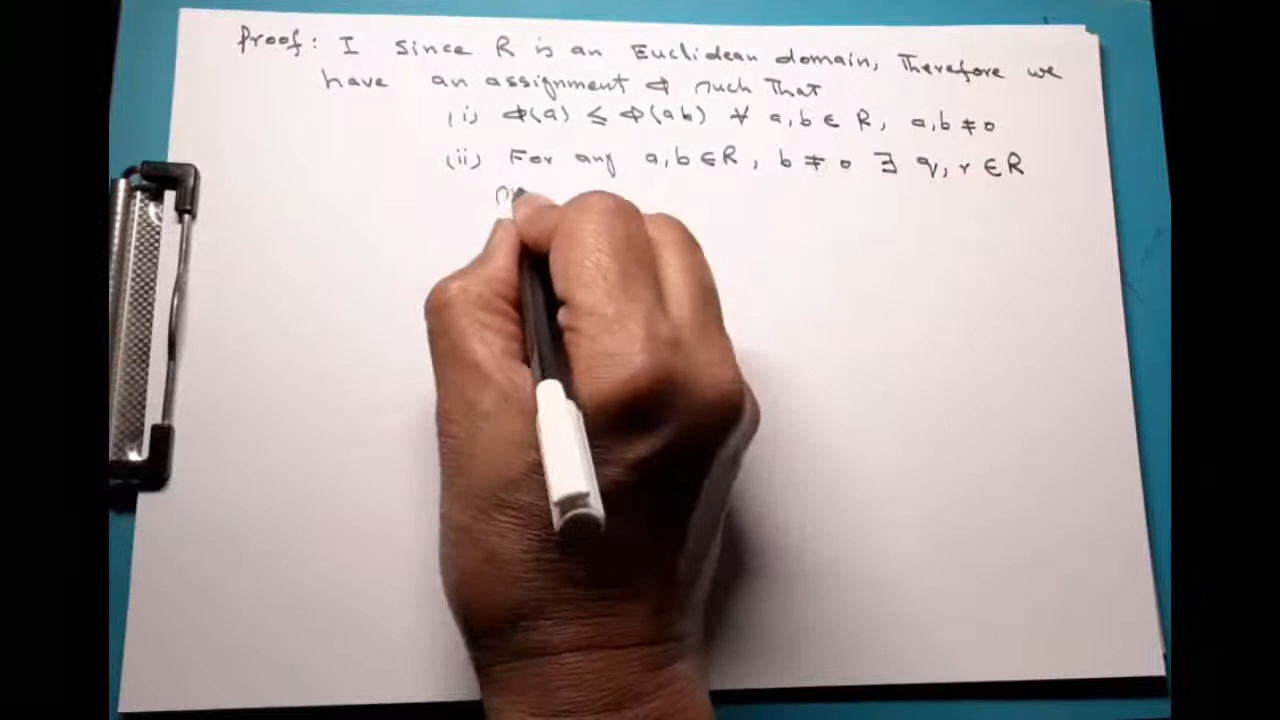 Proof: I since R is an Euclidean domain, Therefore we
have an assignment ϕ such That
(i) ϕ(a) ≤ ϕ(ab) ∀ a,b ∈ R, a,b ≠ 0
(ii) For any a,b ∈ R, b ≠ 0 ∃ q, r ∈ R